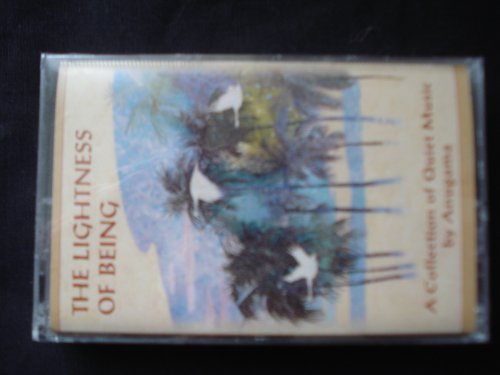 THE LIGHTNESS
OF BEING
A Collection of Quiet Music
by Anugama